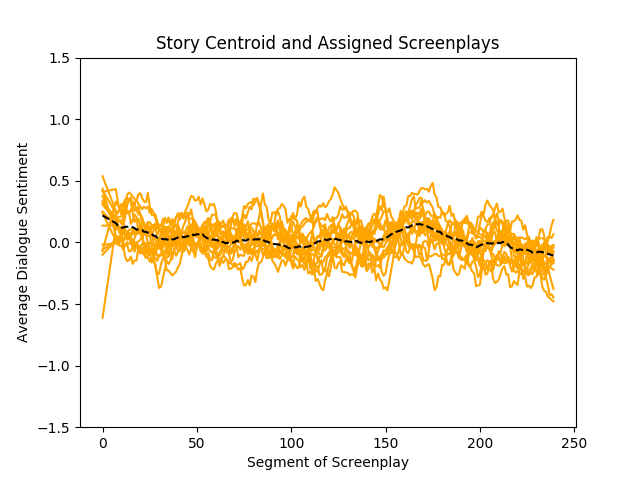 Story Centroid and Assigned Screenplays
1.5
1.0
0.5
0.0
−0.5
−1.0
−1.5
Average Dialogue Sentiment
0 50 100 150 200 250
Segment of Screenplay